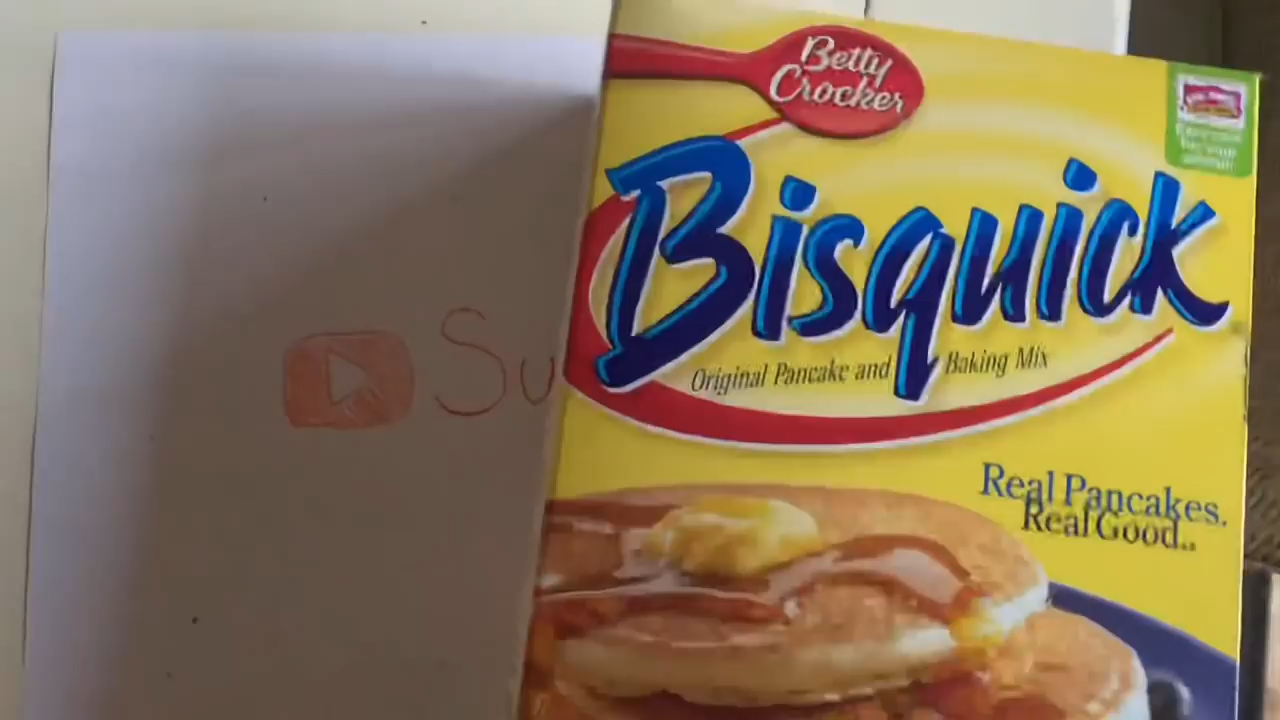 Betty
Crocker
Bisquick
Original Pancake and Baking Mix
Su
Real Pancakes.
Real Good..